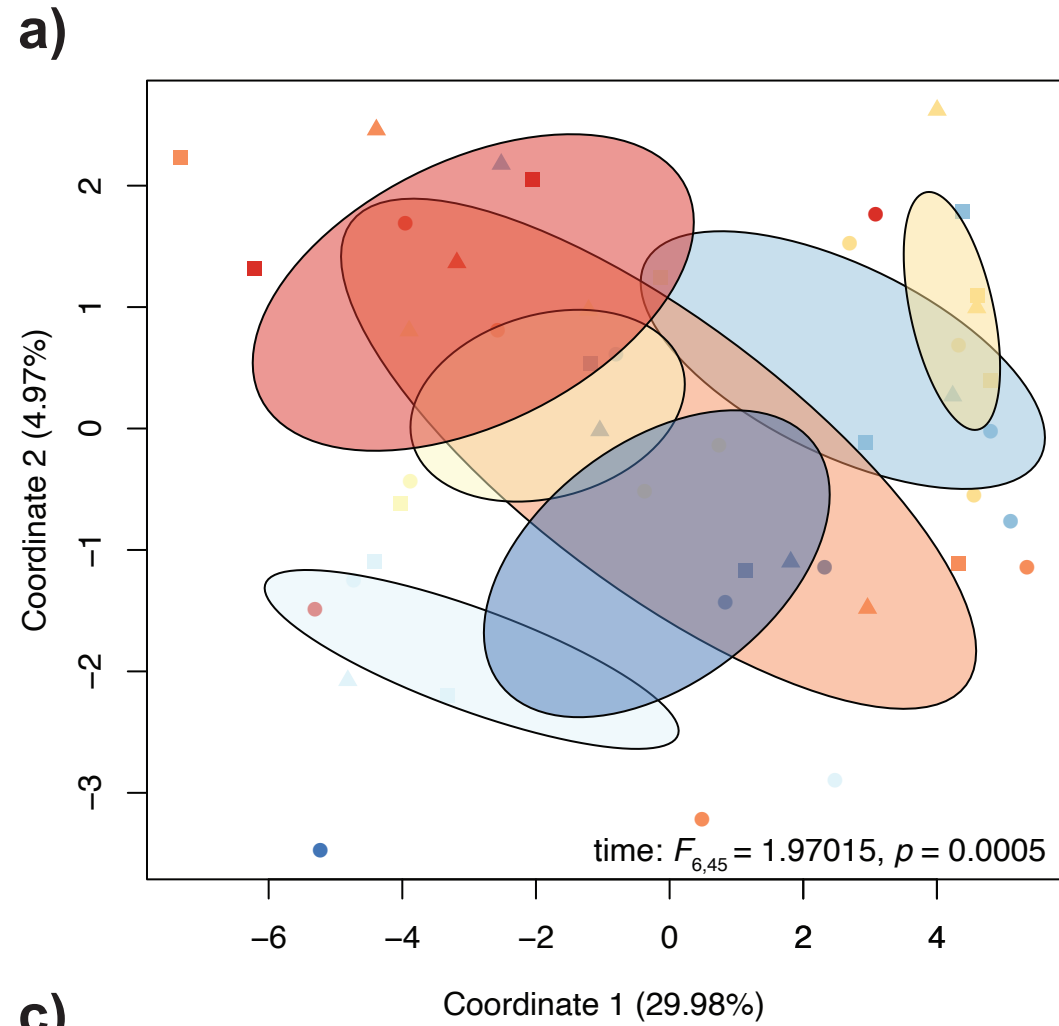 a)
Coordinate 2 (4.97%)
2
1
0
−1
−2
−3
time: F6,45 = 1.97015, p = 0.0005
−6 −4 −2 0 2 4
Coordinate 1 (29.98%)
c)